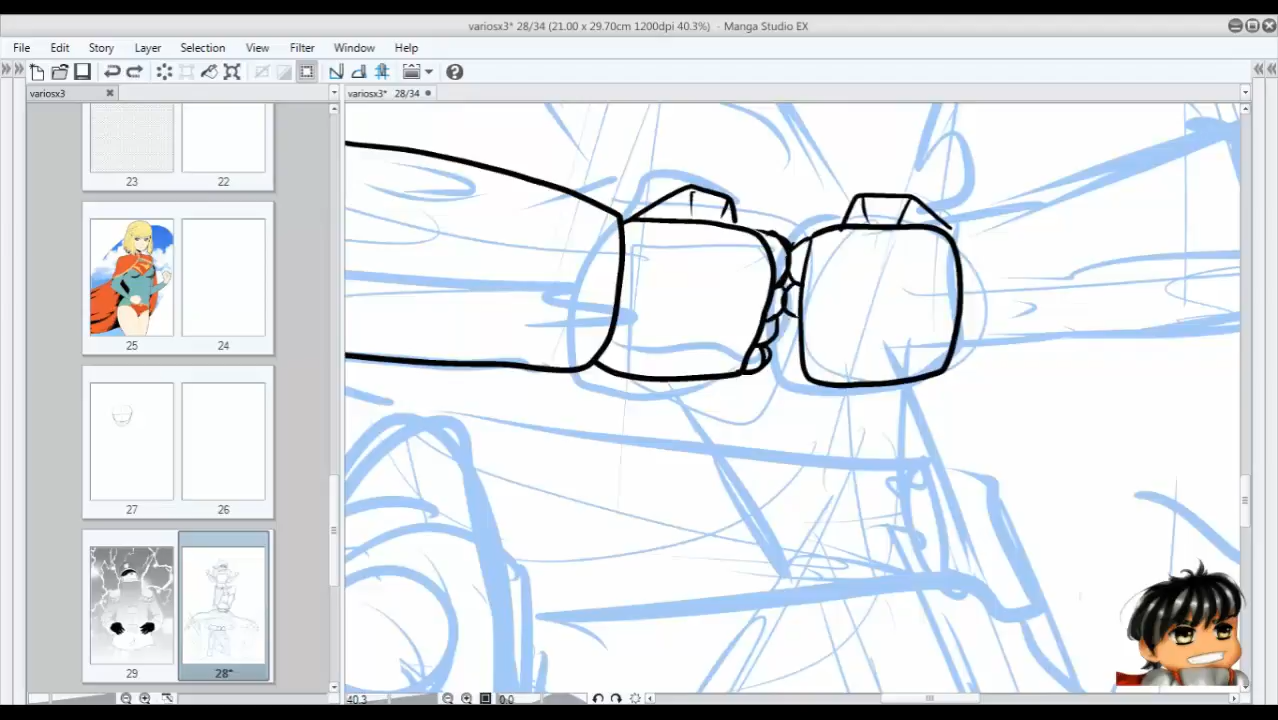 variosx3* 28/34 (21.00 x 29.70cm 1200dpi 40.3%) - Manga Studio EX
File Edit Story Layer Selection View Filter Window Help
variosx3
variosx3* 28/34
23 22
25 24
27 26
29 28*
40.3 0.0